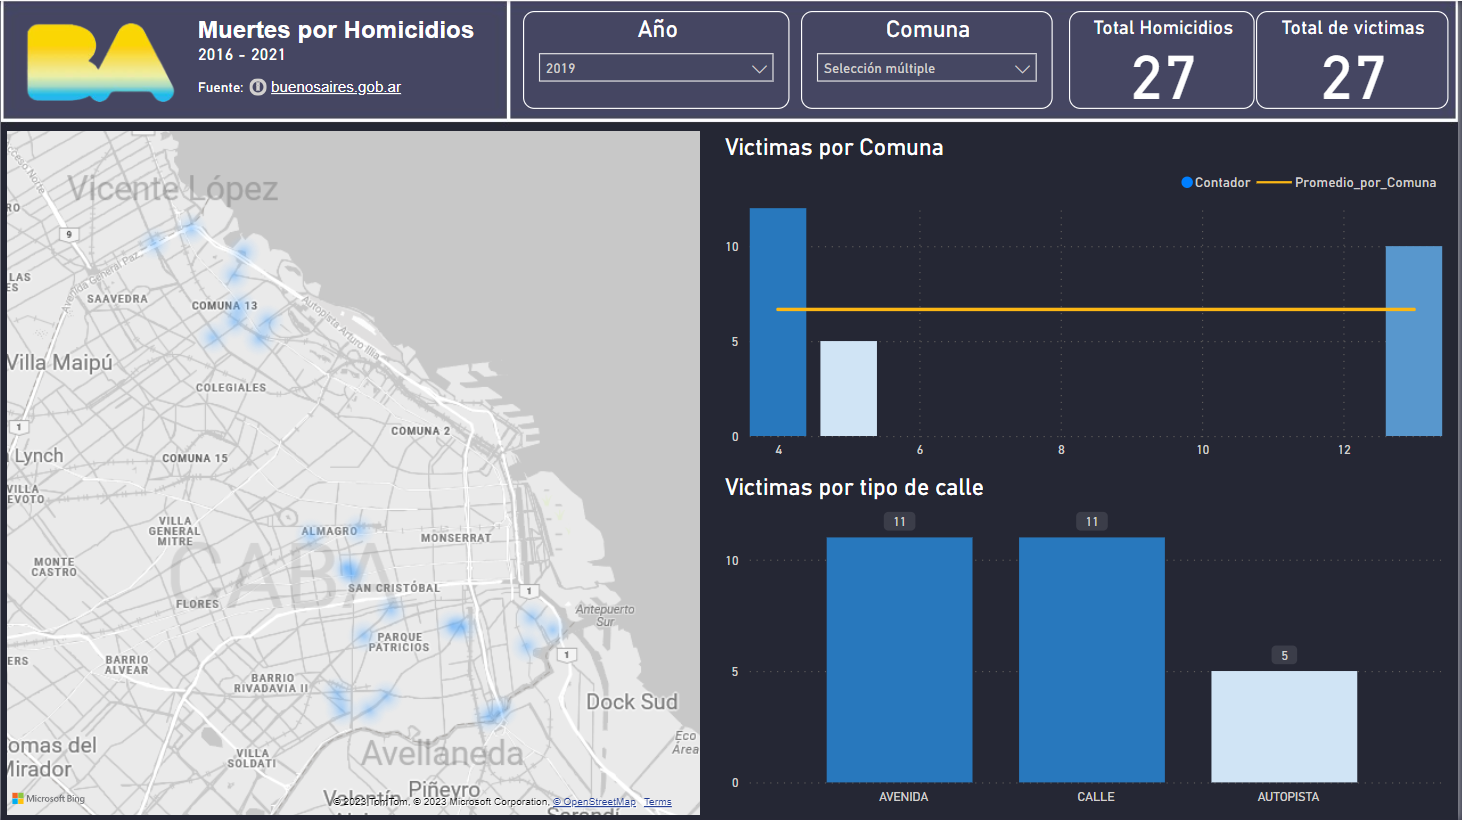 BA
Muertes por Homicidios
2016 - 2021
Fuente: buenosaires.gob.ar
Año
2019
Comuna
Selección múltiple
Total Homicidios
27
Total de victimas
27
Vicente López
9
Acceso Norte
Avenida General Paz
LAS
SAAVEDRA
COMUNA 13
Autopista Arturo Illia
Villa Maipú
COLEGIALES
1
COMUNA 2
Lynch
COMUNA 15
VILLA
VILLA
GENERAL
MITRE
ALMAGRO
MONSERRAT
MONTE
CASTRO
CABA
SAN CRISTÓBAL
1
FLORES
Antepuerto
Sur
PARQUE
PATRICIOS
1
BARRIO
ALVEAR
BARRIO
RIVADAVIA II
Dock Sud
Eco
Área
omas del
Mirador
VILLA
SOLDATI
Avellaneda
Piñeyro
Microsoft Bing
© 2023 TomTom, © 2023 Microsoft Corporation, © OpenStreetMap Terms
Victimas por Comuna
Contador Promedio_por_Comuna
10
5
0
4 6 8 10 12
Victimas por tipo de calle
11 11
10
5
5
0
AVENIDA CALLE AUTOPISTA